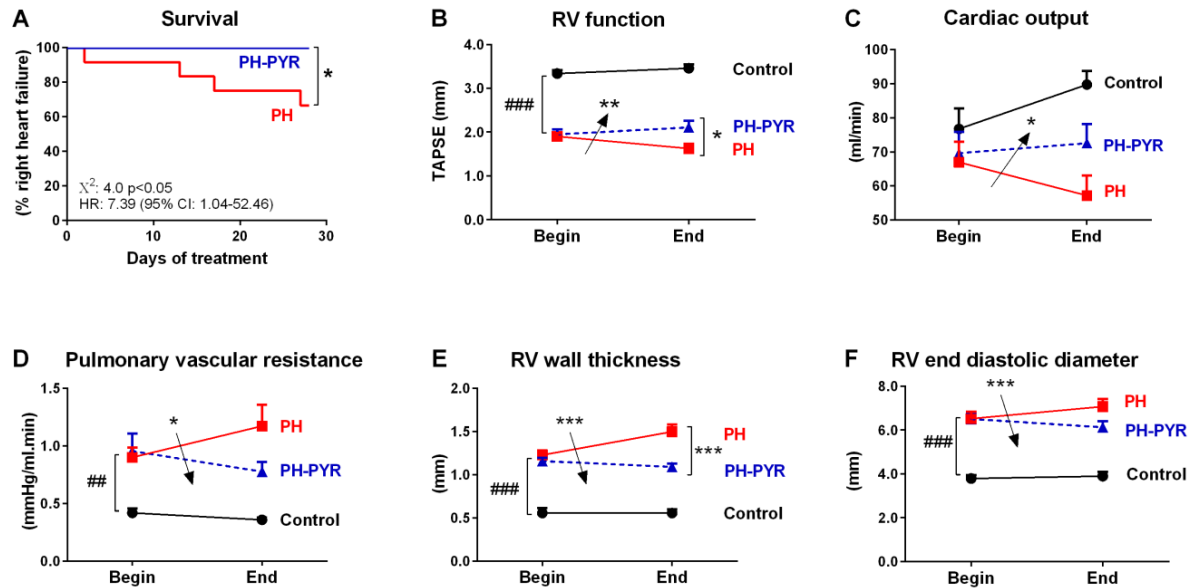 A
Survival
(% right heart failure)
100
80
60
40
20
0
PH-PYR
*
PH
X²: 4.0 p<0.05
HR: 7.39 (95% CI: 1.04-52.46)
0 10 20 30
Days of treatment
B
RV function
TAPSE (mm)
4.0
3.0
2.0
1.0
0.0
Control
###
**
PH-PYR
*
PH
Begin End
C
Cardiac output
(ml/min)
100
90
80
70
60
50
Control
*
PH-PYR
PH
Begin End
D
Pulmonary vascular resistance
(mmHg/ml.min)
1.5
1.0
0.5
0.0
*
PH
##
PH-PYR
Control
Begin End
E
RV wall thickness
(mm)
2.0
1.5
1.0
0.5
0.0
***
PH
***
PH-PYR
###
Control
Begin End
F
RV end diastolic diameter
(mm)
8.0
6.0
4.0
2.0
0.0
***
PH
PH-PYR
###
Control
Begin End